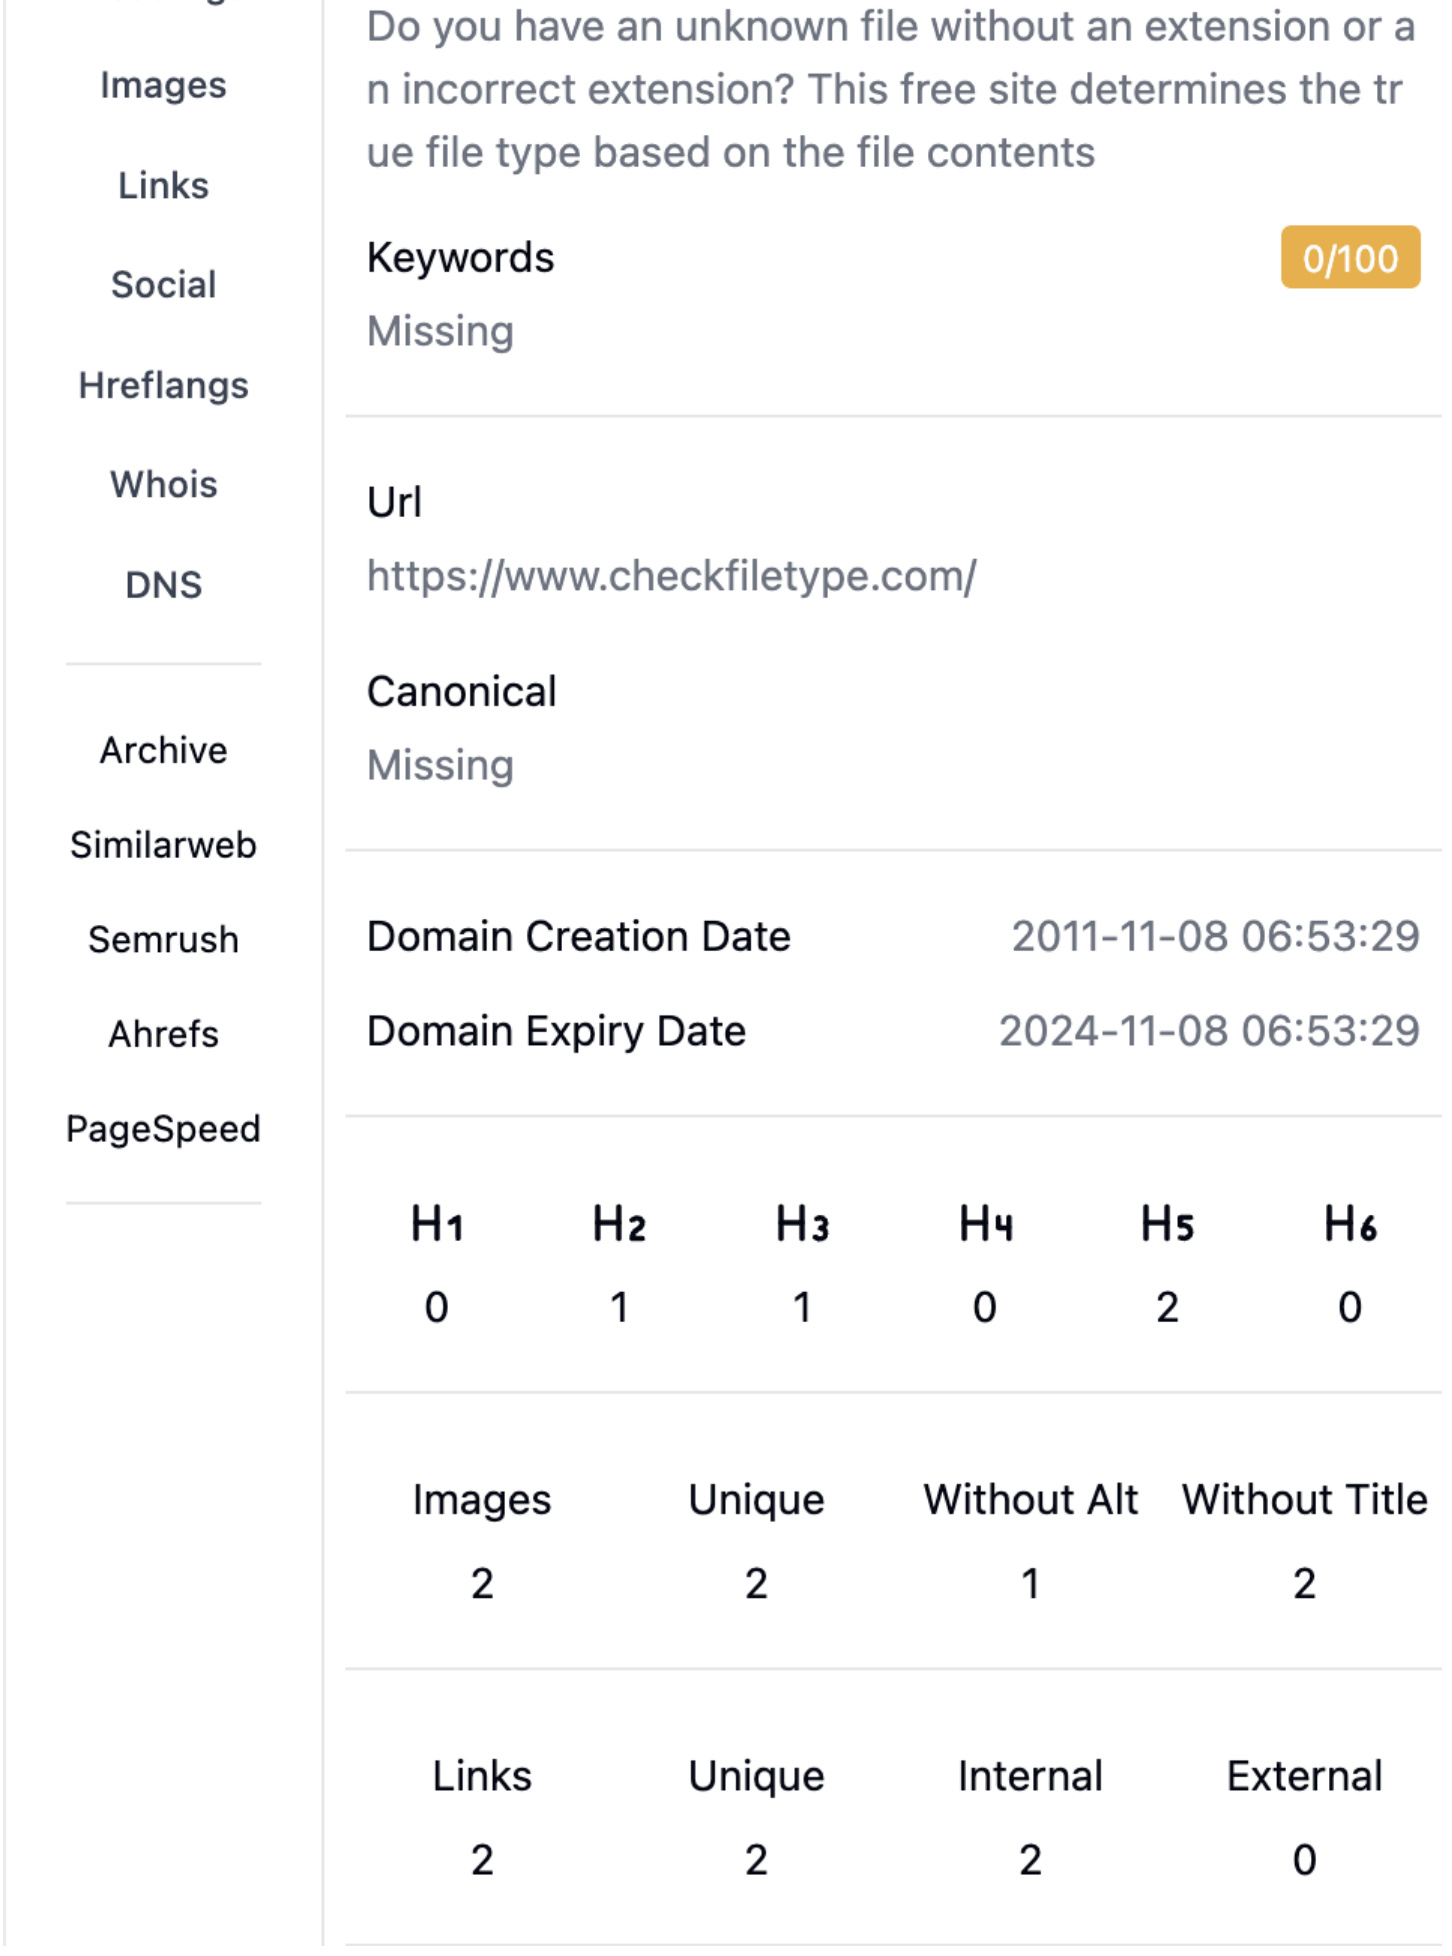 Images
Links
Social
Hreflangs
Whois
DNS
Archive
Similarweb
Semrush
Ahrefs
PageSpeed
Do you have an unknown file without an extension or a
n incorrect extension? This free site determines the tr
ue file type based on the file contents
Keywords 0/100
Missing
Url
https://www.checkfiletype.com/
Canonical
Missing
Domain Creation Date 2011-11-08 06:53:29
Domain Expiry Date 2024-11-08 06:53:29
H1 H2 H3 H4 H5 H6
0 1 1 0 2 0
Images Unique Without Alt Without Title
2 2 1 2
Links Unique Internal External
2 2 2 0